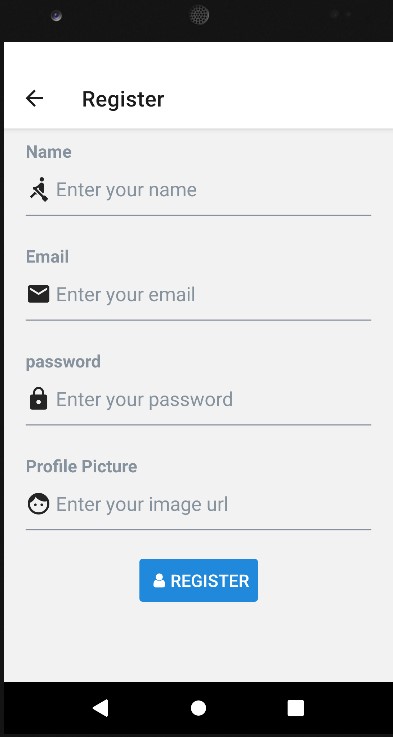 Register
Name
Enter your name
Email
Enter your email
password
Enter your password
Profile Picture
Enter your image url
REGISTER